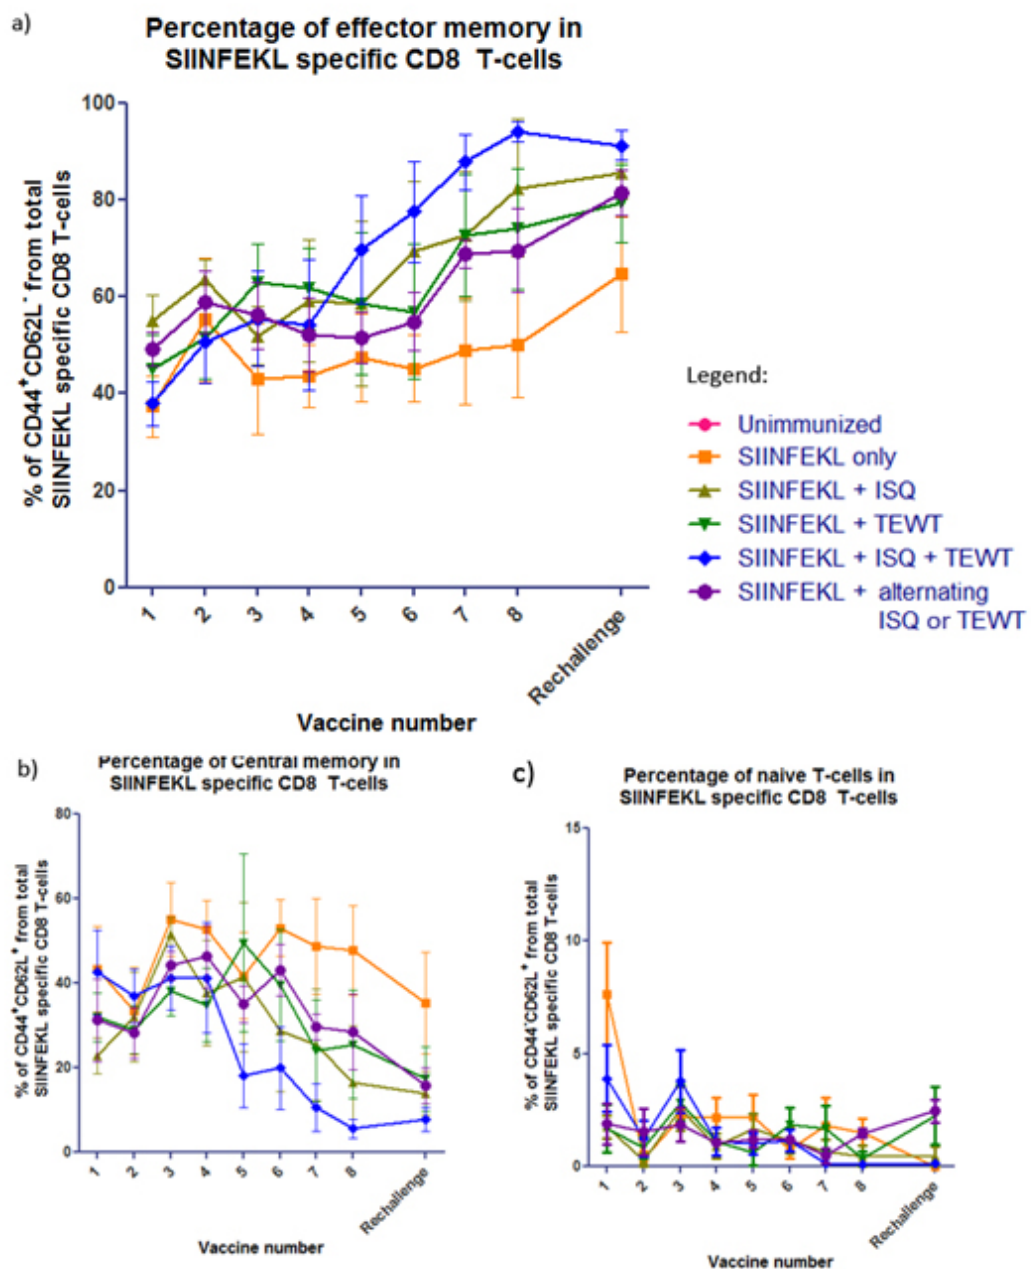 a)
Percentage of effector memory in
SIINFEKL specific CD8 T-cells
% of CD44⁺CD62L⁻ from total
SIINFEKL specific CD8 T-cells
100
80
60
40
20
0
1
2
3
4
5
6
7
8
Rechallenge
Vaccine number
Legend:
Unimmunized
SIINFEKL only
SIINFEKL + ISQ
SIINFEKL + TEWT
SIINFEKL + ISQ + TEWT
SIINFEKL + alternating
ISQ or TEWT
b)
Percentage of Central memory in
SIINFEKL specific CD8 T-cells
% of CD44⁺CD62L⁺ from total
SIINFEKL specific CD8 T-cells
80
60
40
20
0
1
2
3
4
5
6
7
8
Rechallenge
Vaccine number
c)
Percentage of naive T-cells in
SIINFEKL specific CD8 T-cells
% of CD44⁻CD62L⁺ from total
SIINFEKL specific CD8 T-cells
15
10
5
0
1
2
3
4
5
6
7
8
Rechallenge
Vaccine number